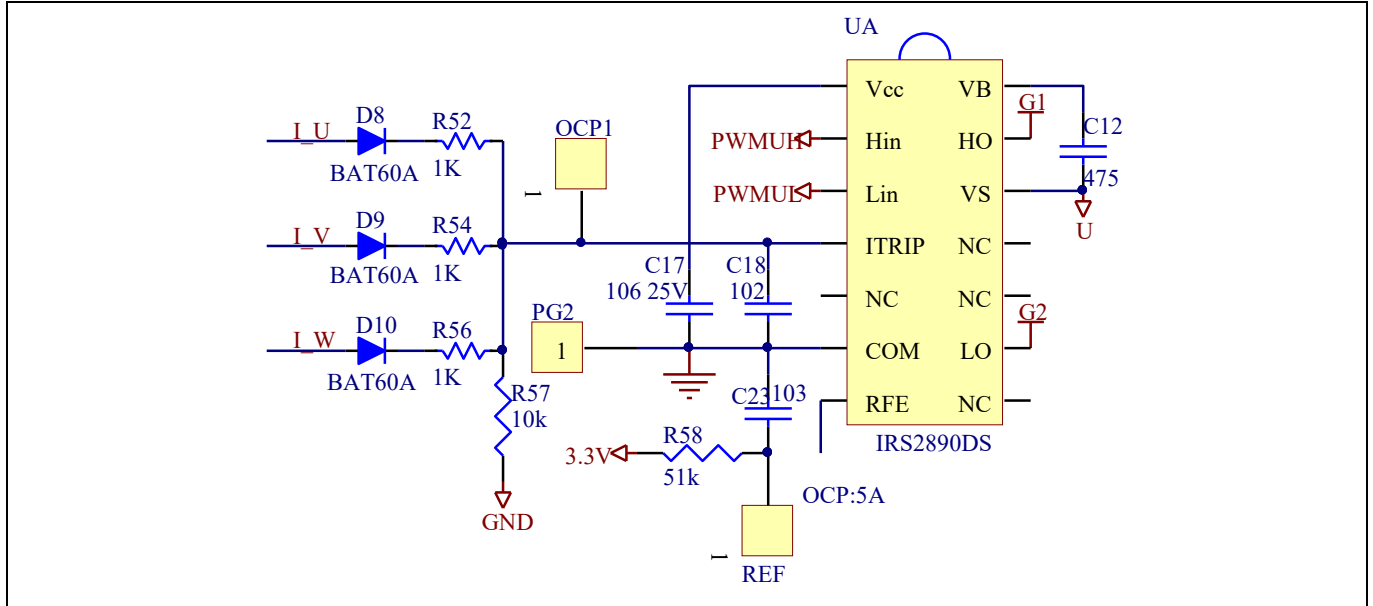 UA
Vcc
VB
G1
D8
R52
OCP1
C12
I_U
PWMUH
Hin
HO
BAT60A
1K
1
475
PWMUL
Lin
VS
D9
R54
U
I_V
ITRIP
NC
BAT60A
1K
C17
C18
106 25V
102
NC
NC
PG2
G2
D10
R56
I_W
1
COM
LO
BAT60A
1K
R57
10k
C23
103
RFE
NC
R58
IRS2890DS
3.3V
51k
OCP:5A
GND
1
REF